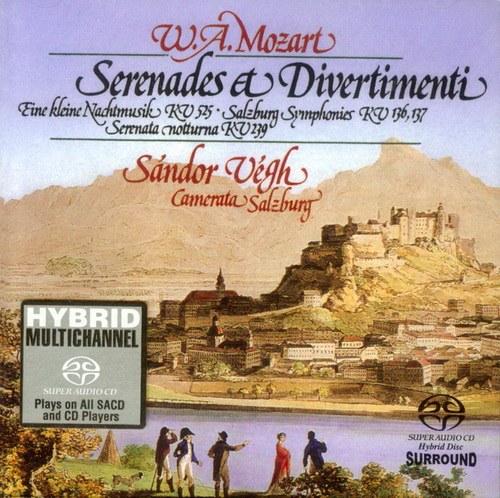 W. A. Mozart
Serenades et Divertimenti
Eine kleine Nachtmusik KV 525 · Salzburg Symphonies KV 136, 137
Serenata notturna KV 239
Sándor Végh
Camerata Salzburg
HYBRID
MULTICHANNEL
SUPER AUDIO CD
Plays on All SACD
and CD Players
SUPER AUDIO CD
Hybrid Disc
SURROUND